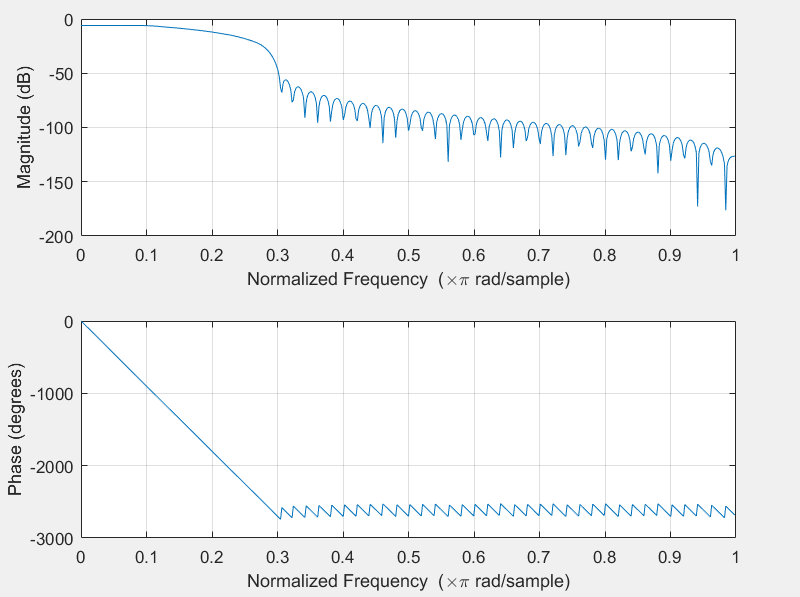 Magnitude (dB)
0
-50
-100
-150
-200
0 0.1 0.2 0.3 0.4 0.5 0.6 0.7 0.8 0.9 1
Normalized Frequency (×π rad/sample)
Phase (degrees)
0
-1000
-2000
-3000
0 0.1 0.2 0.3 0.4 0.5 0.6 0.7 0.8 0.9 1
Normalized Frequency (×π rad/sample)